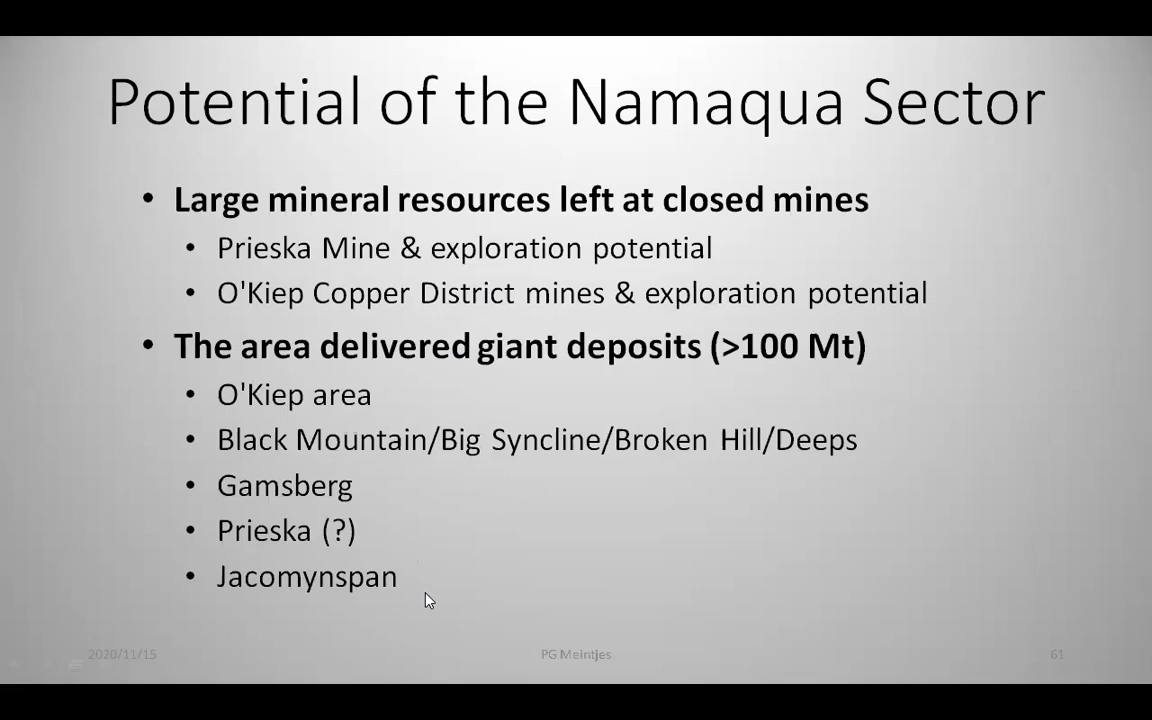 Potential of the Namaqua Sector
• Large mineral resources left at closed mines
• Prieska Mine & exploration potential
• O'Kiep Copper District mines & exploration potential
• The area delivered giant deposits (>100 Mt)
• O'Kiep area
• Black Mountain/Big Syncline/Broken Hill/Deeps
• Gamsberg
• Prieska (?)
• Jacomynspan
2020/11/15
PG Meintjes
61